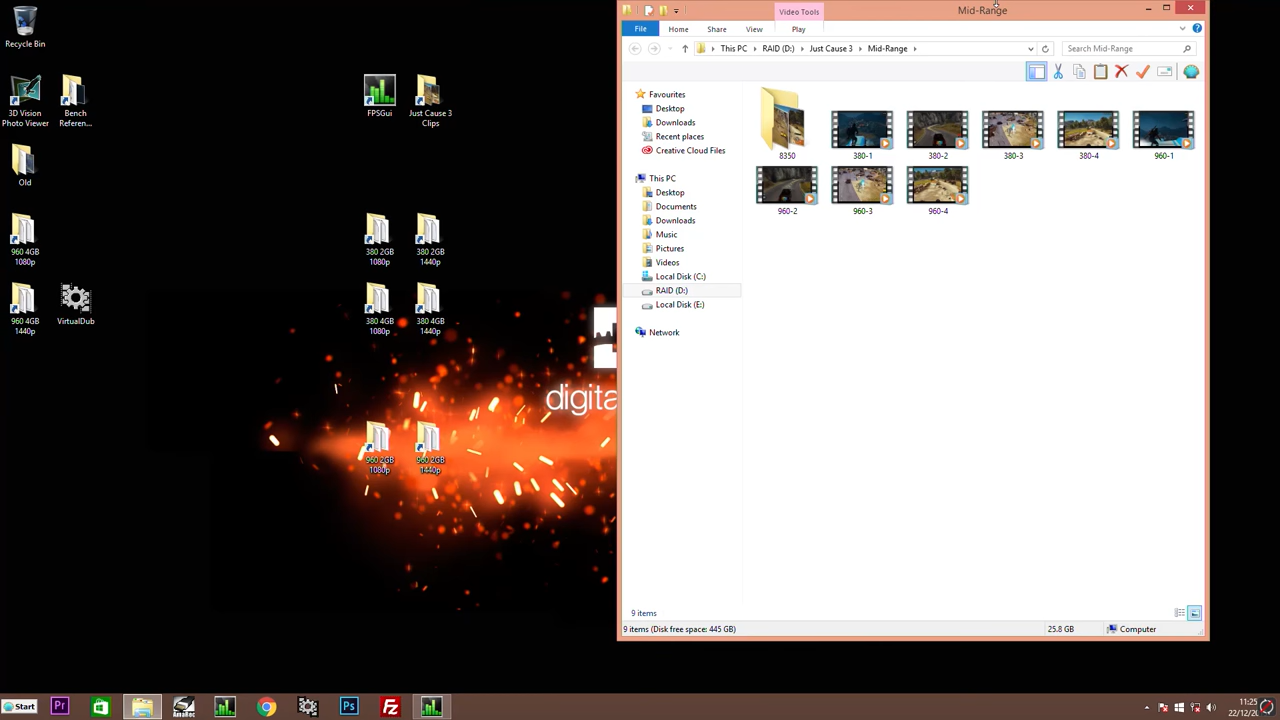 Recycle Bin
3D Vision
Photo Viewer
Bench
Referen...
FPSGui
Just Cause 3
Clips
Old
960 4GB
1080p
380 2GB
1080p
380 2GB
1440p
960 4GB
1440p
VirtualDub
380 4GB
1080p
380 4GB
1440p
digita
960 2GB
1080p
960 2GB
1440p
Video Tools
Mid-Range
File
Home
Share
View
Play
This PC
RAID (D:)
Just Cause 3
Mid-Range
Search Mid-Range
Favourites
Desktop
Downloads
Recent places
Creative Cloud Files
This PC
Desktop
Documents
Downloads
Music
Pictures
Videos
Local Disk (C:)
RAID (D:)
Local Disk (E:)
Network
8350
380-1
380-2
380-3
380-4
960-1
960-2
960-3
960-4
9 items
9 items (Disk free space: 445 GB)
25.8 GB
Computer
Start
Pr
AmaRec
Ps
Fz
11:25
22/12/20